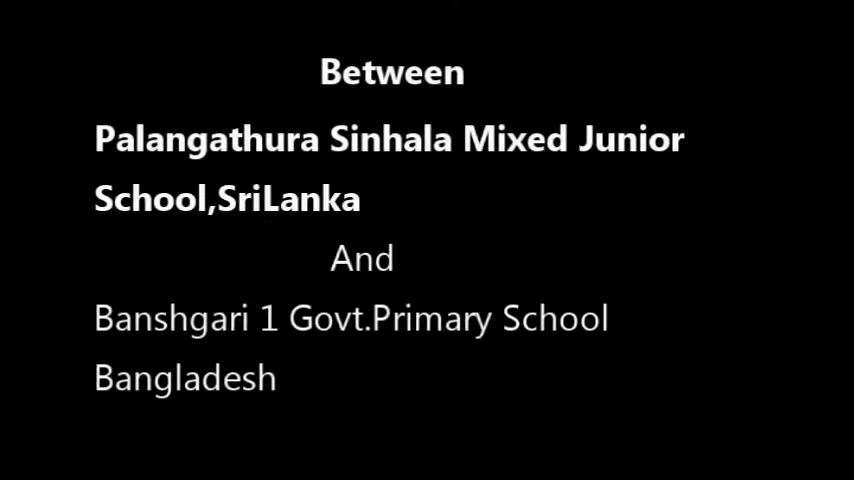 Between
Palangathura Sinhala Mixed Junior
School,SriLanka
And
Banshgari 1 Govt.Primary School
Bangladesh